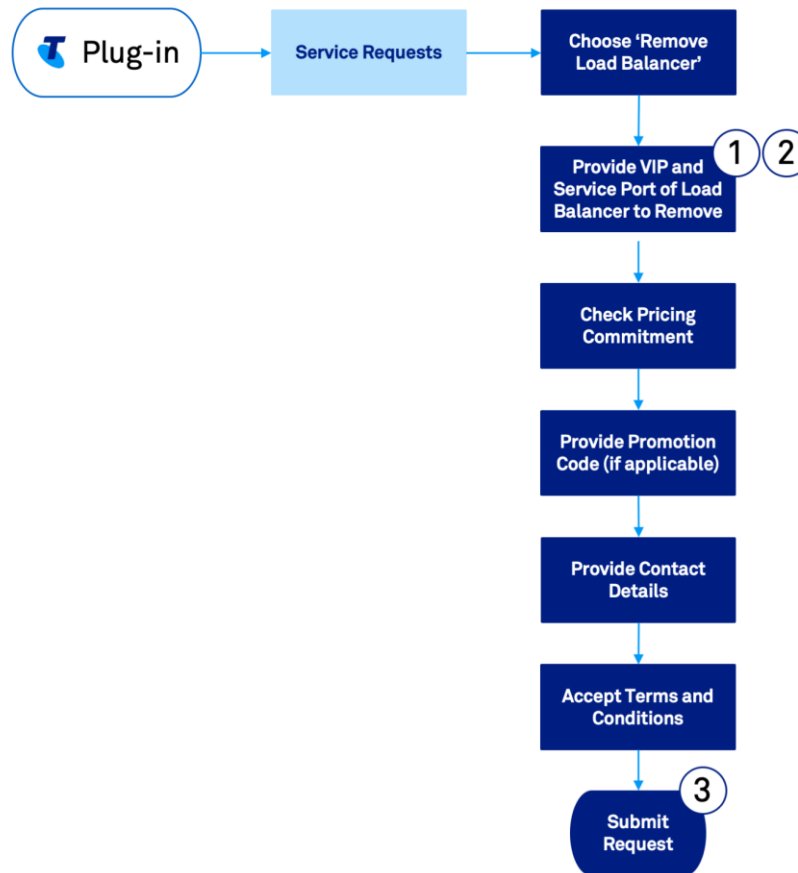 Plug-in
Service Requests
Choose ‘Remove
Load Balancer’
1 2
Provide VIP and
Service Port of Load
Balancer to Remove
Check Pricing
Commitment
Provide Promotion
Code (if applicable)
Provide Contact
Details
Accept Terms and
Conditions
3
Submit
Request